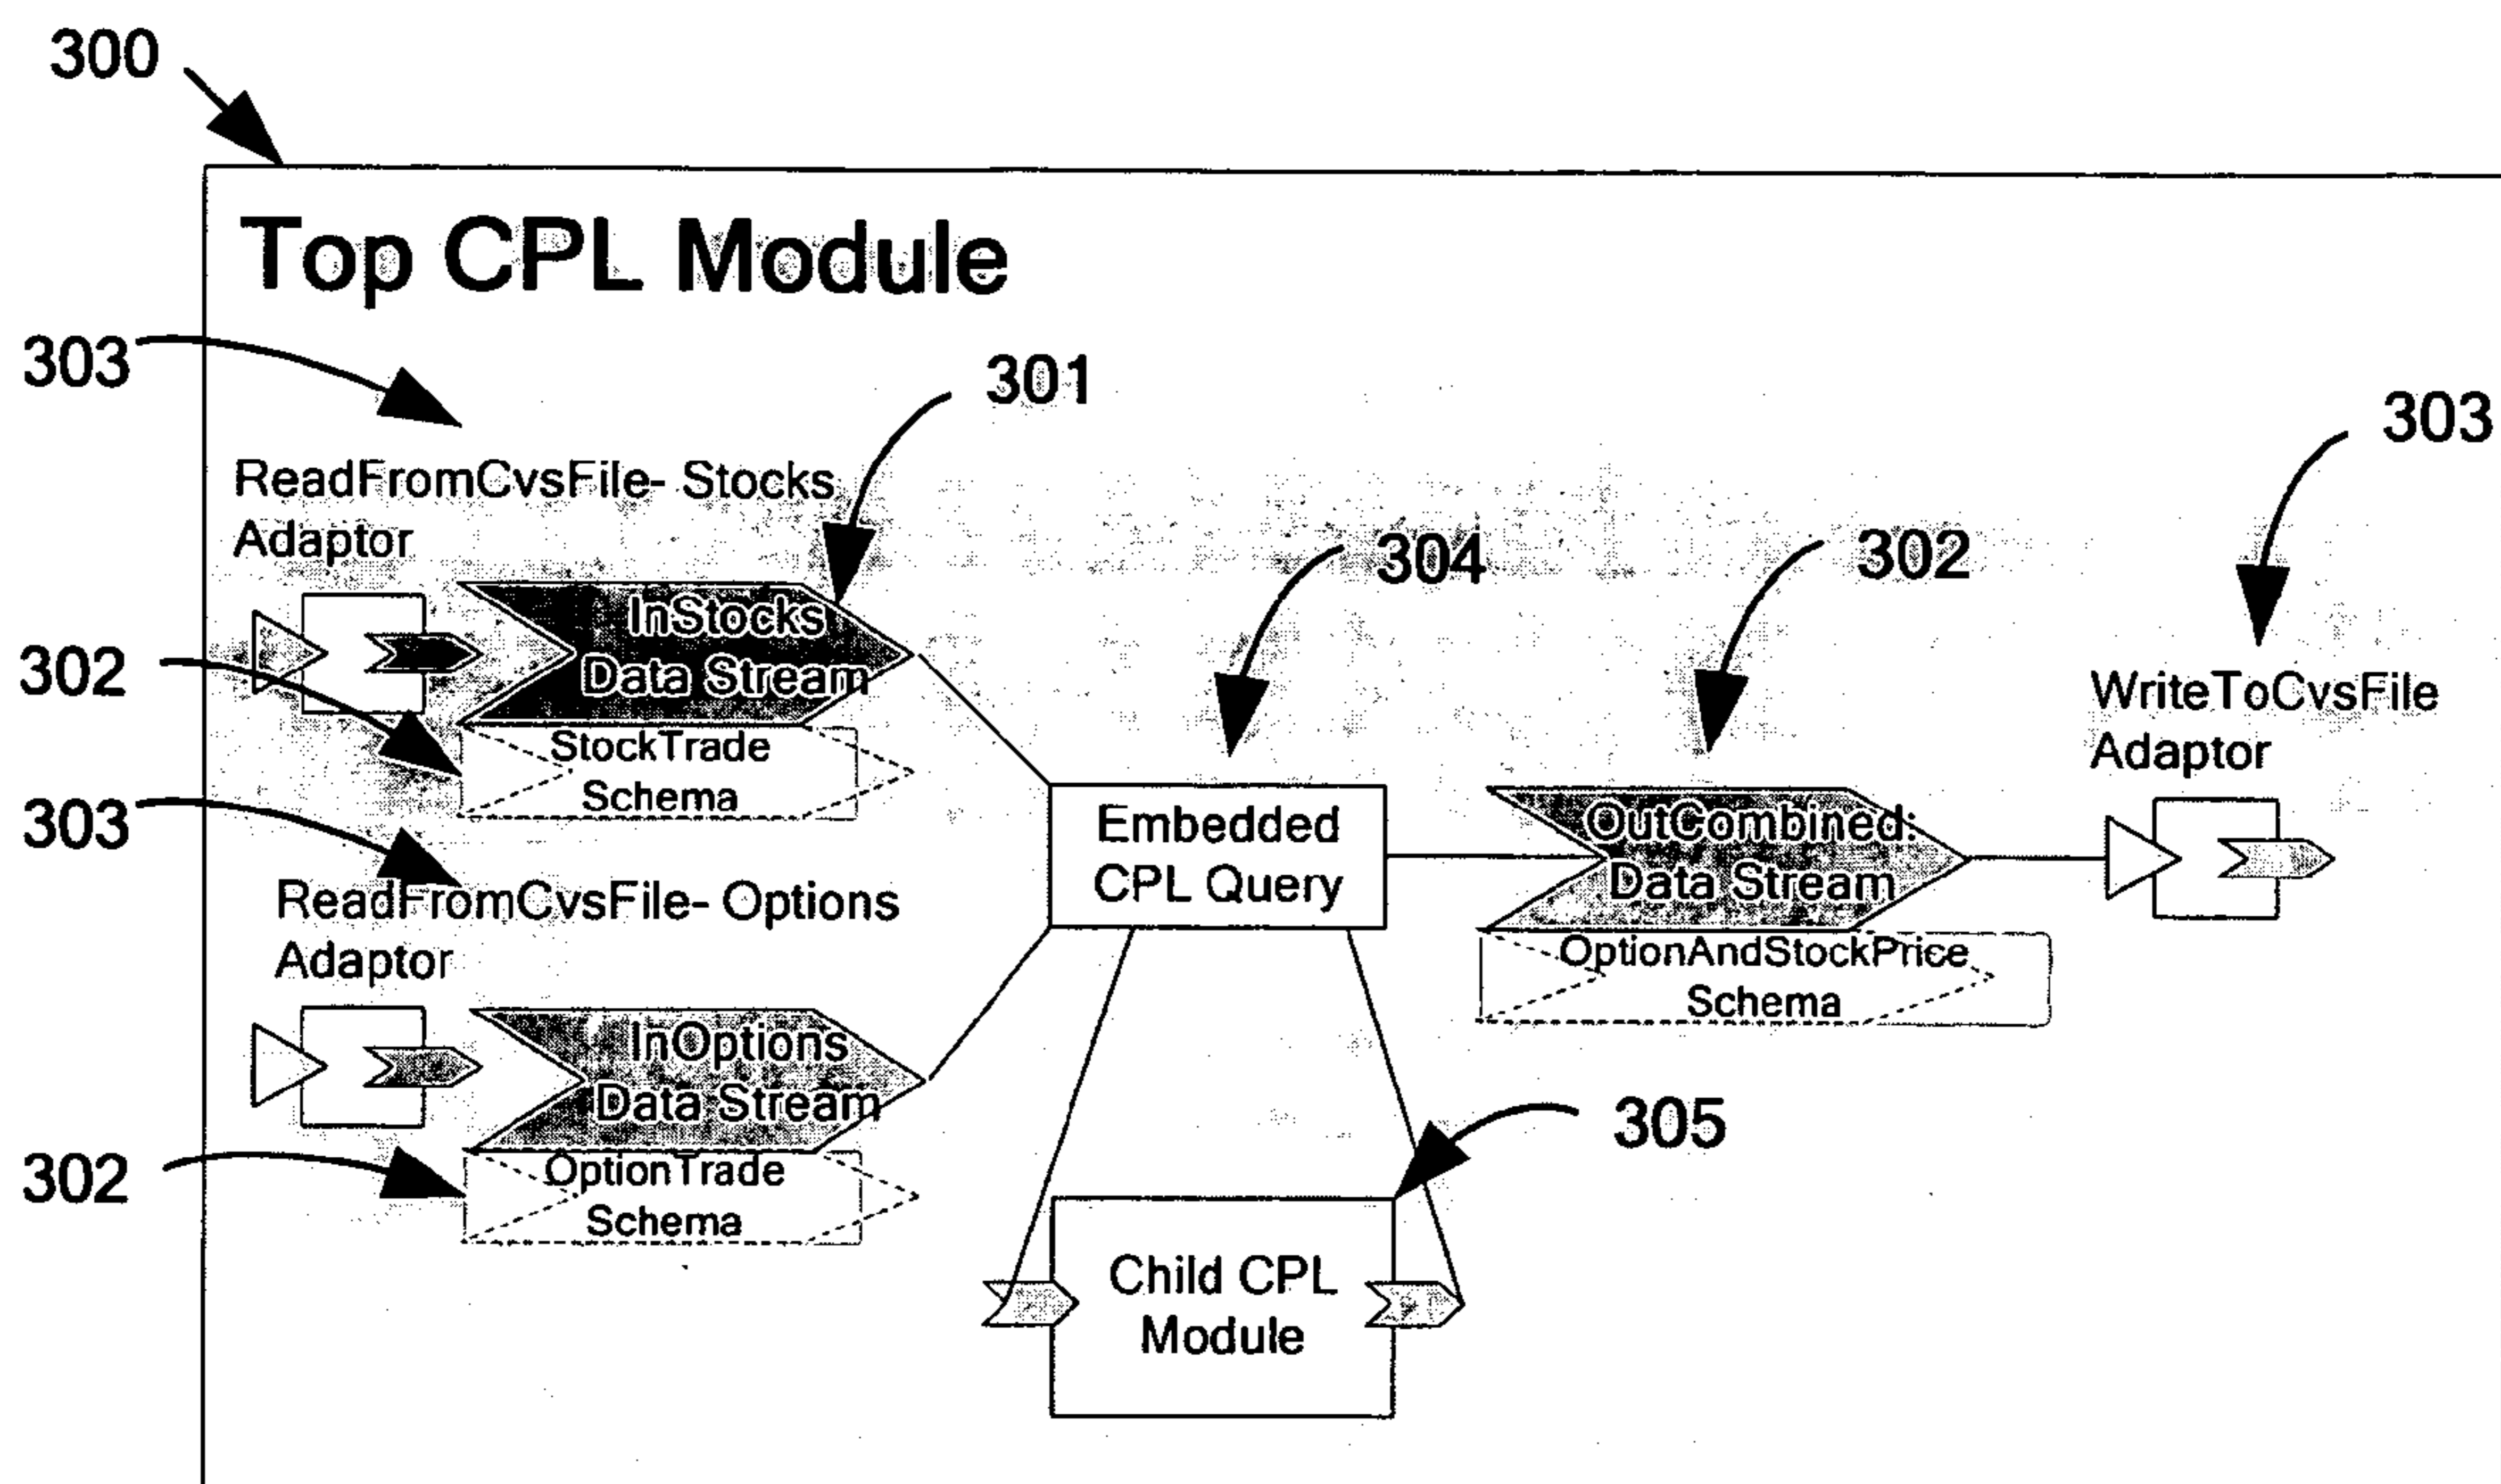 300
Top CPL Module
303
301
303
ReadFromCvsFile- Stocks
Adaptor
304
302
InStocks
Data Stream
302
WriteToCvsFile
Adaptor
StockTrade
Schema
303
Embedded
CPL Query
OutCombined:
Data Stream
ReadFromCvsFile- Options
Adaptor
OptionAndStockPrice
Schema
InOptions
Data Stream
305
302
OptionTrade
Schema
Child CPL
Module